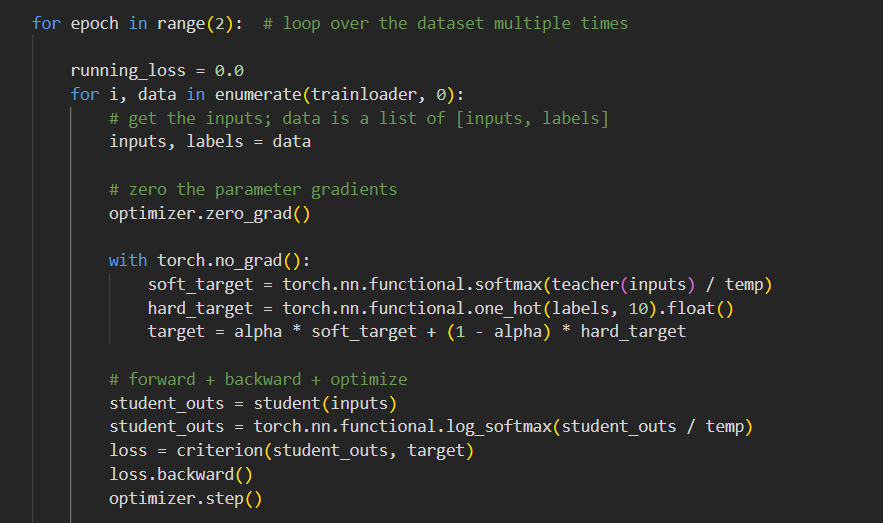 for epoch in range(2):  # loop over the dataset multiple times
running_loss = 0.0
for i, data in enumerate(trainloader, 0):
# get the inputs; data is a list of [inputs, labels]
inputs, labels = data
# zero the parameter gradients
optimizer.zero_grad()
with torch.no_grad():
soft_target = torch.nn.functional.softmax(teacher(inputs) / temp)
hard_target = torch.nn.functional.one_hot(labels, 10).float()
target = alpha * soft_target + (1 - alpha) * hard_target
# forward + backward + optimize
student_outs = student(inputs)
student_outs = torch.nn.functional.log_softmax(student_outs / temp)
loss = criterion(student_outs, target)
loss.backward()
optimizer.step()